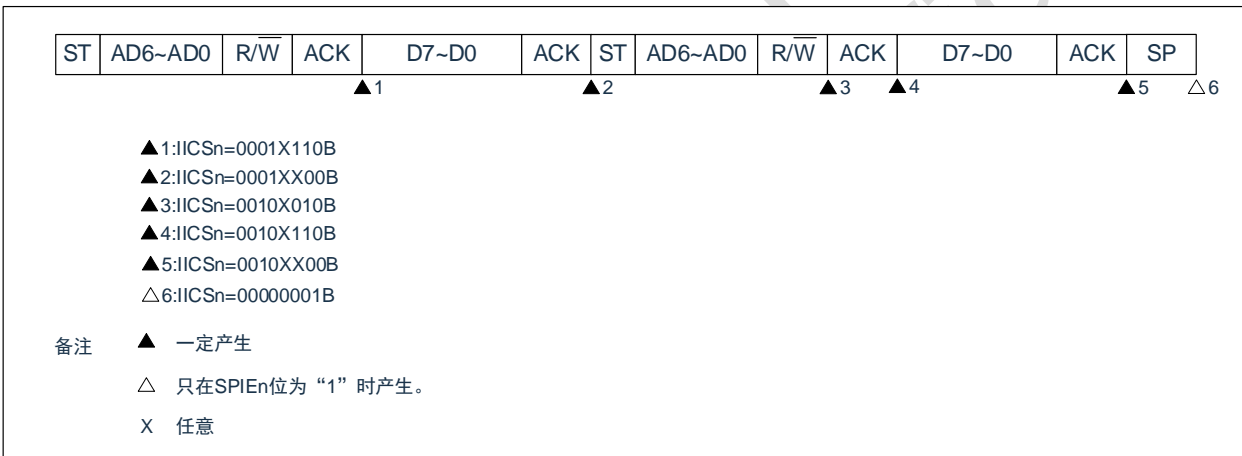 ST AD6~AD0 R/W ACK D7~D0 ACK ST AD6~AD0 R/W ACK D7~D0 ACK SP
▲1 ▲2 ▲3 ▲4 ▲5 △6
▲1:IICSn=0001X110B
▲2:IICSn=0001XX00B
▲3:IICSn=0010X010B
▲4:IICSn=0010X110B
▲5:IICSn=0010XX00B
△6:IICSn=00000001B
备注 ▲ 一定产生
△ 只在SPIEn位为“1”时产生。
X 任意